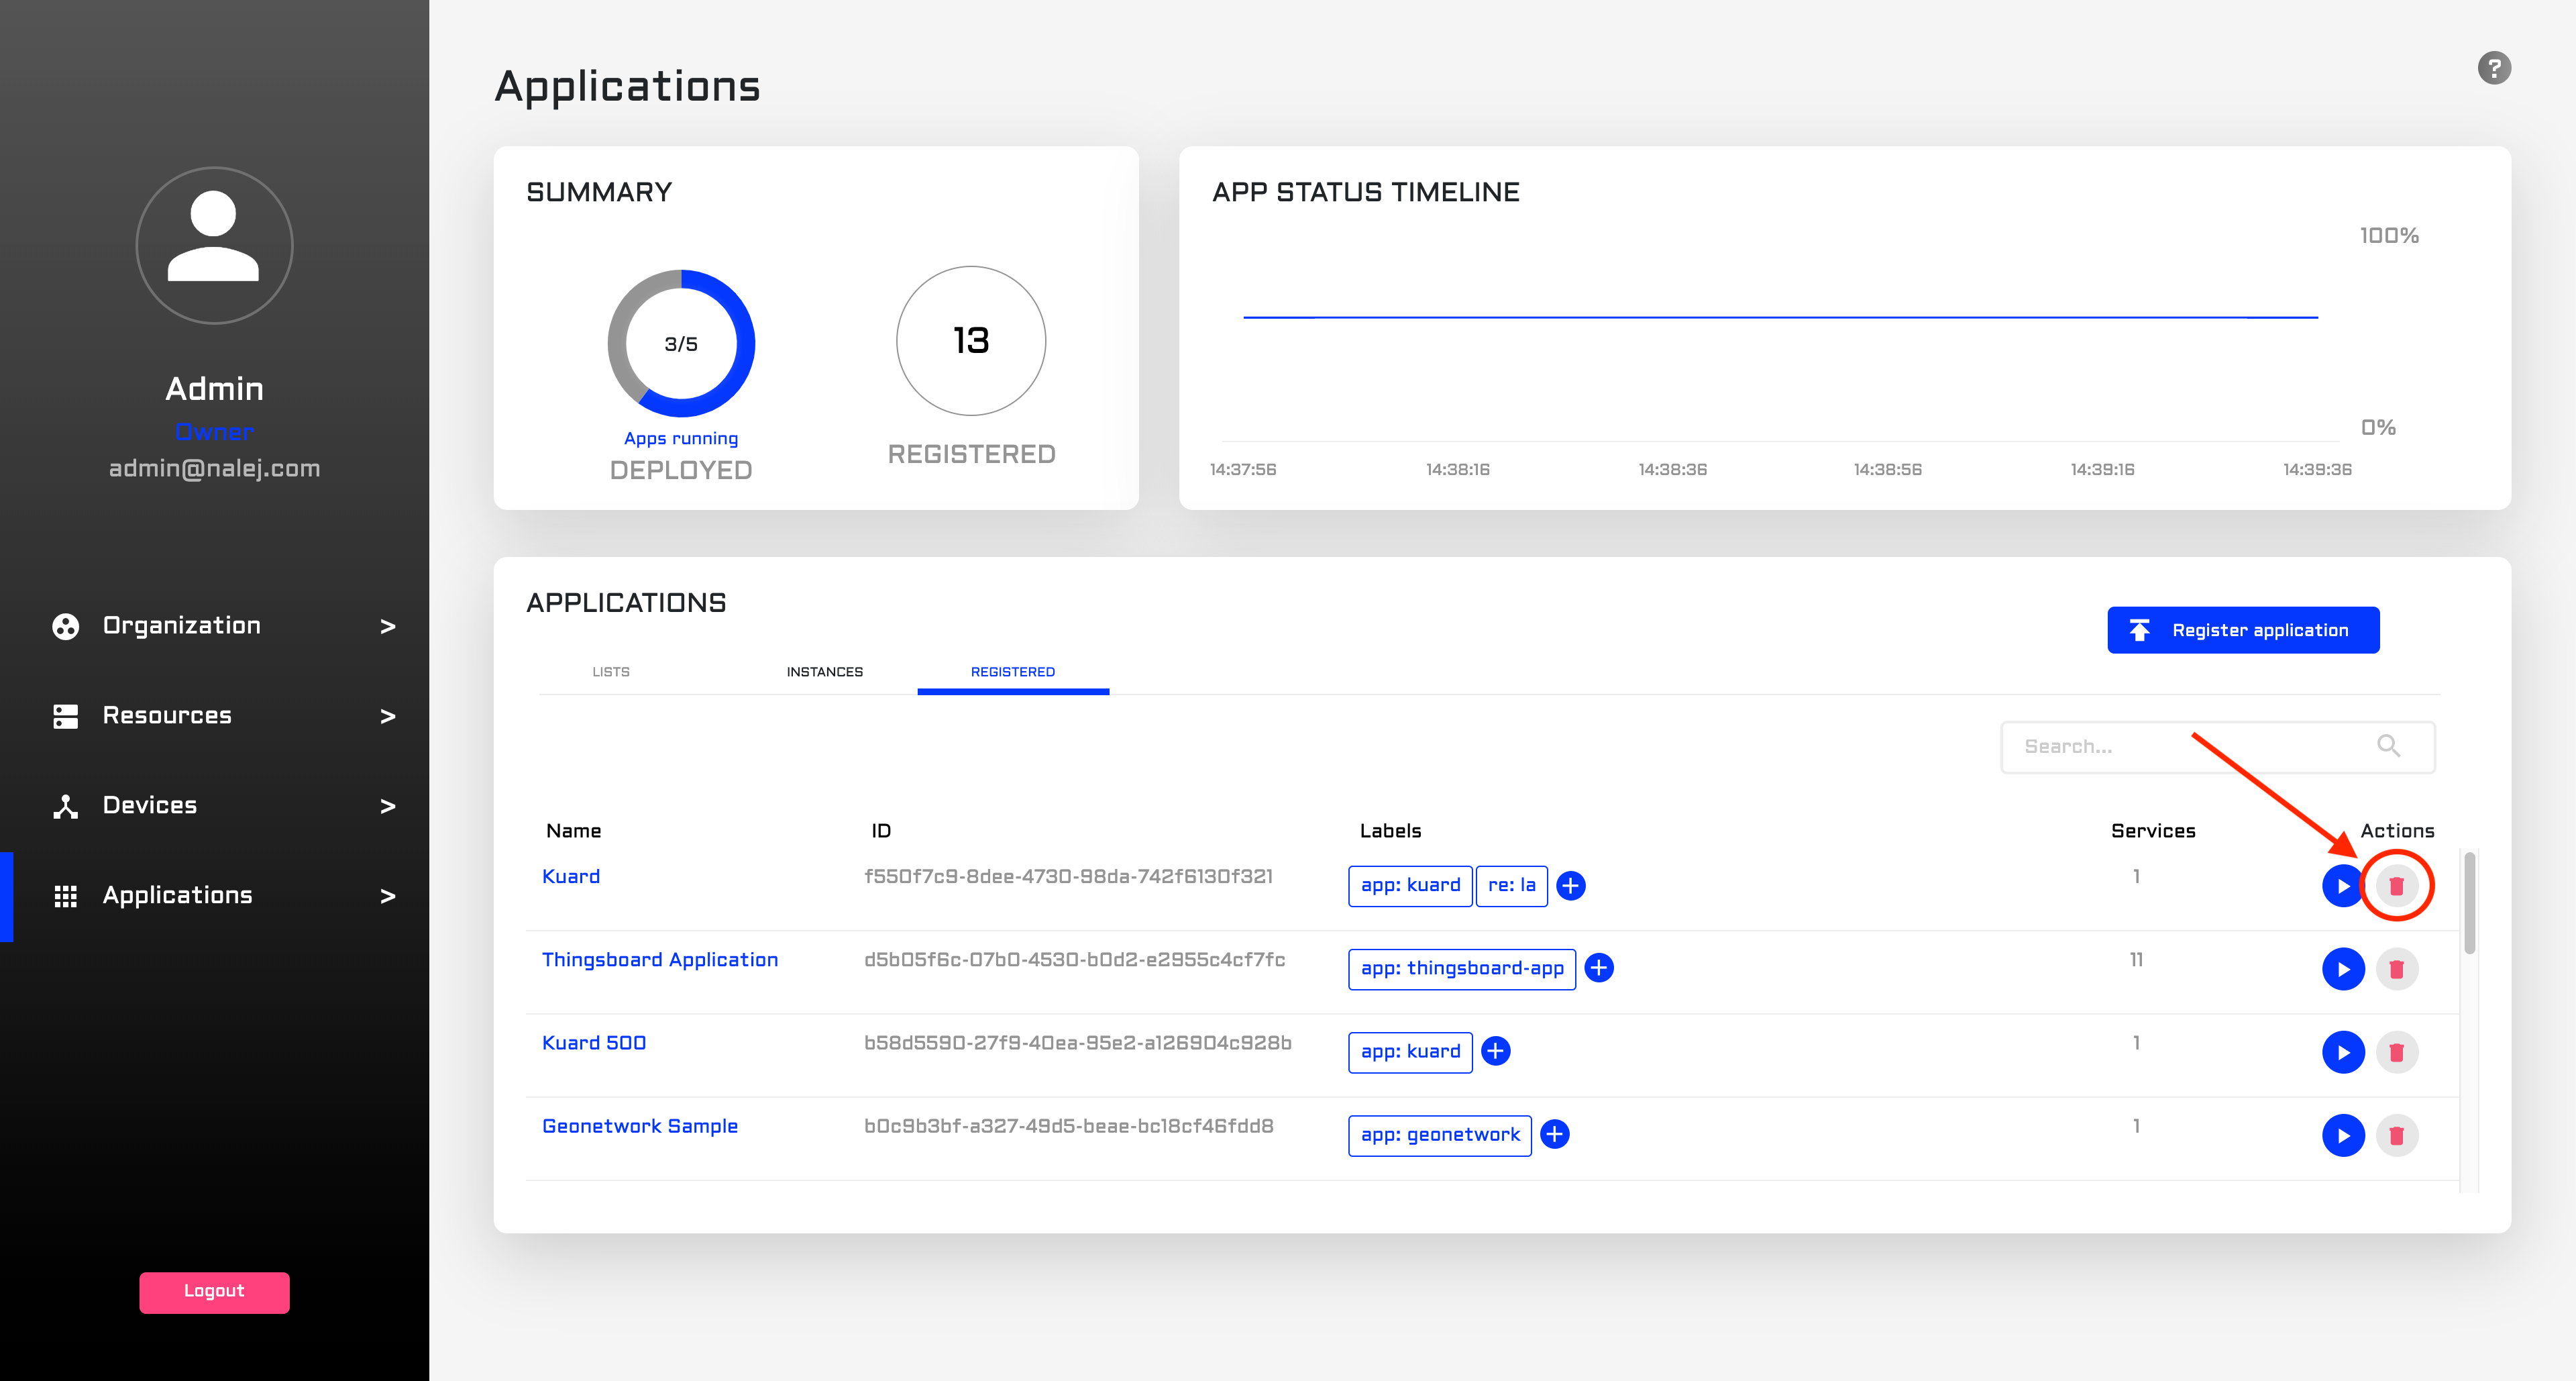 Admin
Owner
admin@nalej.com
Organization >
Resources >
Devices >
Applications >
Logout
Applications
?
SUMMARY
3/5
Apps running
DEPLOYED
13
REGISTERED
APP STATUS TIMELINE
100%
0%
14:37:56 14:38:16 14:38:36 14:38:56 14:39:16 14:39:36
APPLICATIONS
Register application
LISTS INSTANCES REGISTERED
Search...
Name ID Labels Services Actions
Kuard f550f7c9-8dee-4730-98da-742f6130f321 app: kuard re: la 1
Thingsboard Application d5b05f6c-07b0-4530-b0d2-e2955c4cf7fc app: thingsboard-app 11
Kuard 500 b58d5590-27f9-40ea-95e2-a126904c928b app: kuard 1
Geonetwork Sample b0c9b3bf-a327-49d5-beae-bc18cf46fdd8 app: geonetwork 1